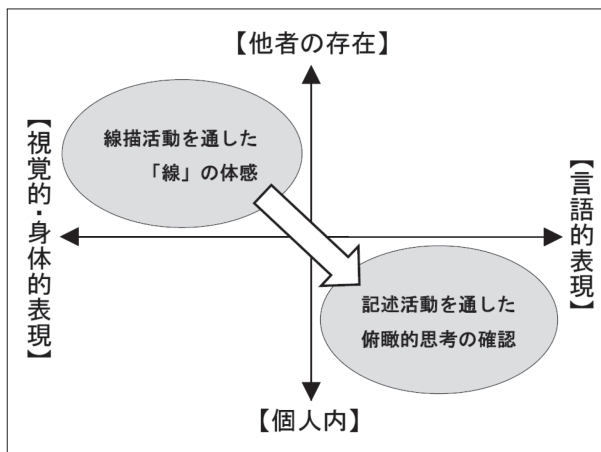 【他者の存在】
線描活動を通した
「線」の体感
【視覚的・身体的表現】
【言語的表現】
記述活動を通した
俯瞰的思考の確認
【個人内】